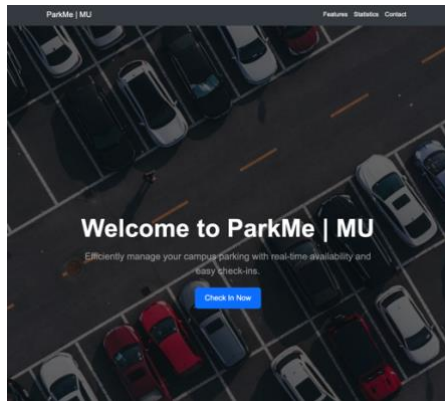 ParkMe | MU
Features Statistics Contact
Welcome to ParkMe | MU
Efficiently manage your campus parking with real-time availability and
easy check-ins.
Check In Now